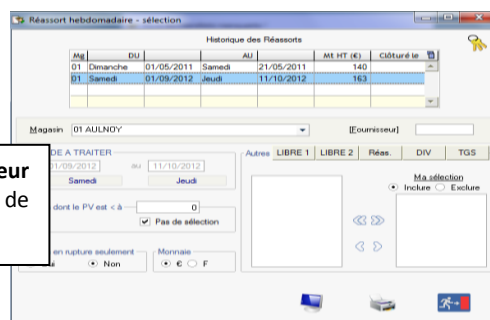 Réassort hebdomadaire - sélection
Historique des Réassorts
Mg DU AU Mt HT (€) Clôturé le
01 Dimanche 01/05/2011 Samedi 21/05/2011 140
01 Samedi 01/09/2012 Jeudi 11/10/2012 163
Magasin 01 AULNOY [Fournisseur]
DE A TRAITER
01/09/2012 au 11/10/2012
Samedi Jeudi
Autres LIBRE 1 LIBRE 2 Réas. DIV TGS
Ma sélection
Inclure Exclure
eur
de
dont le PV est < à 0
Pas de sélection
en rupture seulement
Non
Monnaie
€ F